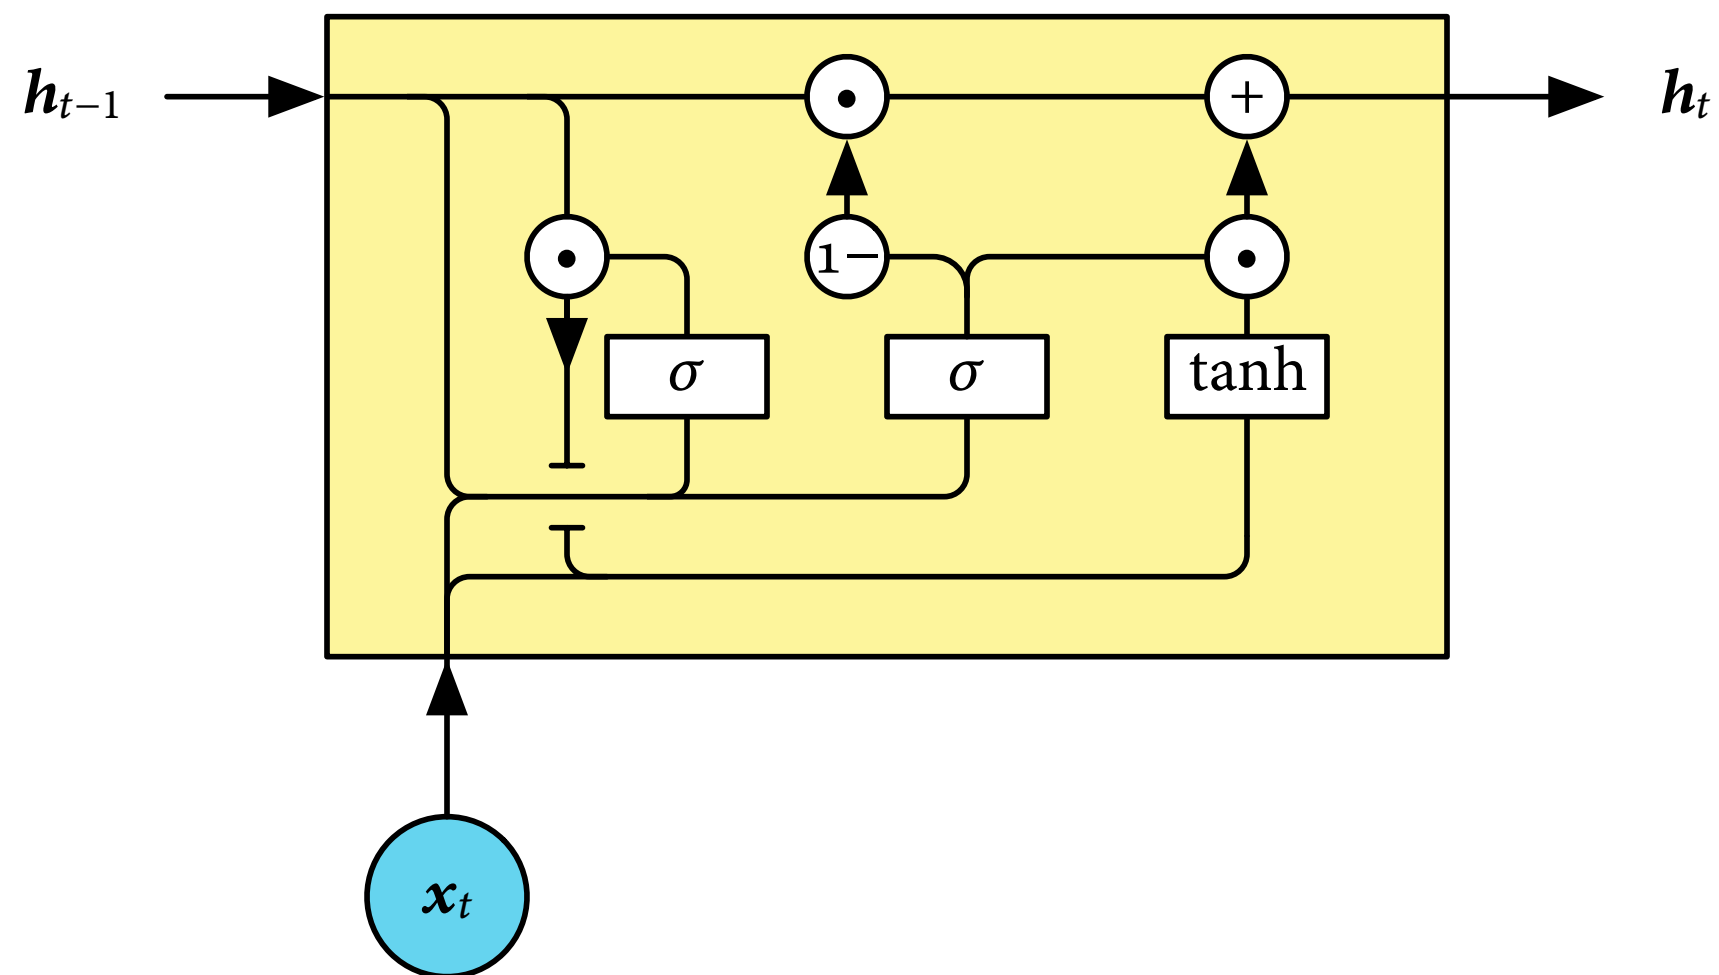 h_{t−1}
h_t
+
1−
σ
σ
tanh
x_t